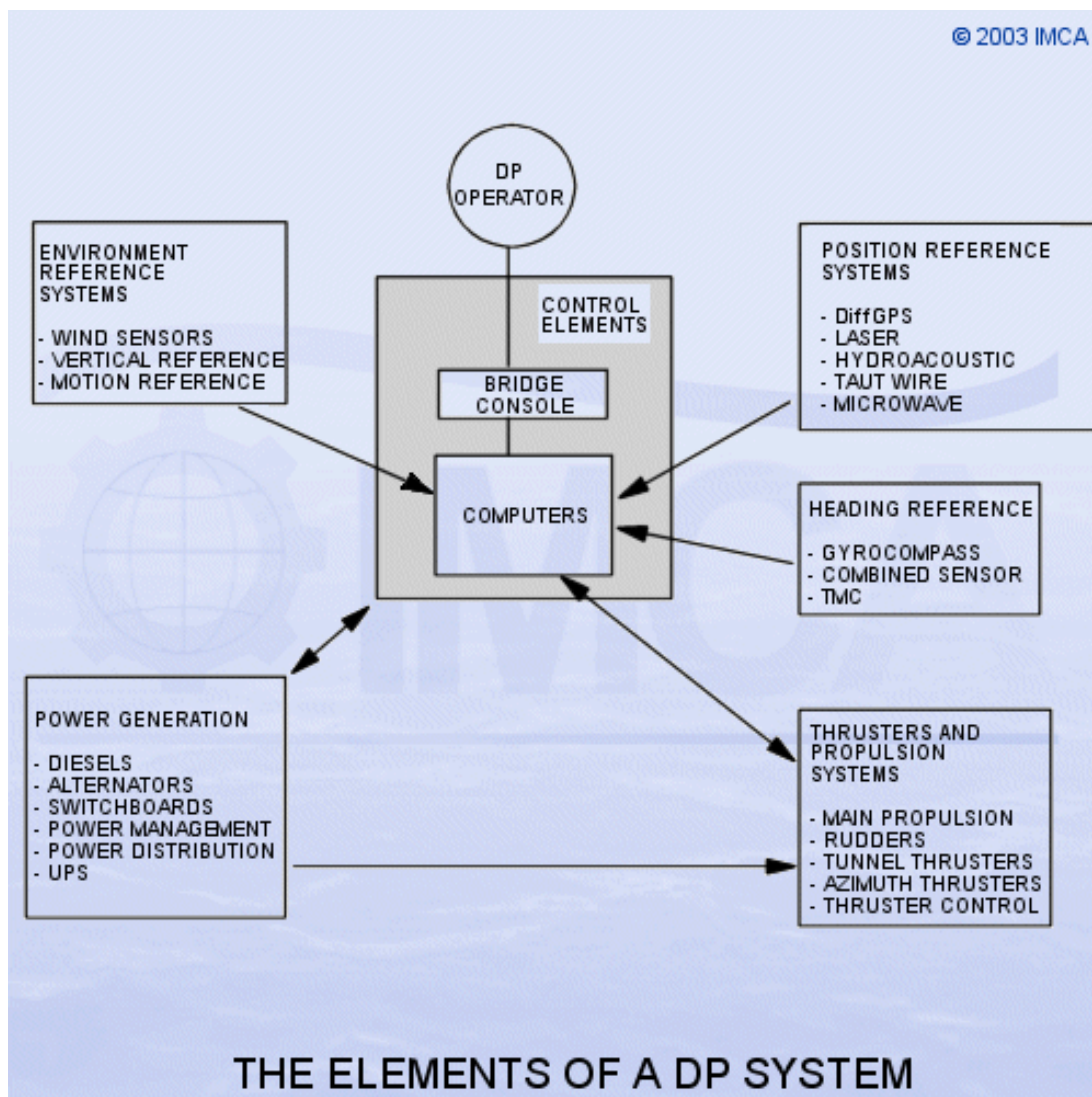 © 2003 IMCA
DP
OPERATOR
ENVIRONMENT
REFERENCE
SYSTEMS
- WIND SENSORS
- VERTICAL REFERENCE
- MOTION REFERENCE
CONTROL
ELEMENTS
BRIDGE
CONSOLE
COMPUTERS
POSITION REFERENCE
SYSTEMS
- DiffGPS
- LASER
- HYDROACOUSTIC
- TAUT WIRE
- MICROWAVE
HEADING REFERENCE
- GYROCOMPASS
- COMBINED SENSOR
- TMC
IMCA
POWER GENERATION
- DIESELS
- ALTERNATORS
- SWITCHBOARDS
- POWER MANAGEMENT
- POWER DISTRIBUTION
- UPS
THRUSTERS AND
PROPULSION
SYSTEMS
- MAIN PROPULSION
- RUDDERS
- TUNNEL THRUSTERS
- AZIMUTH THRUSTERS
- THRUSTER CONTROL
THE ELEMENTS OF A DP SYSTEM